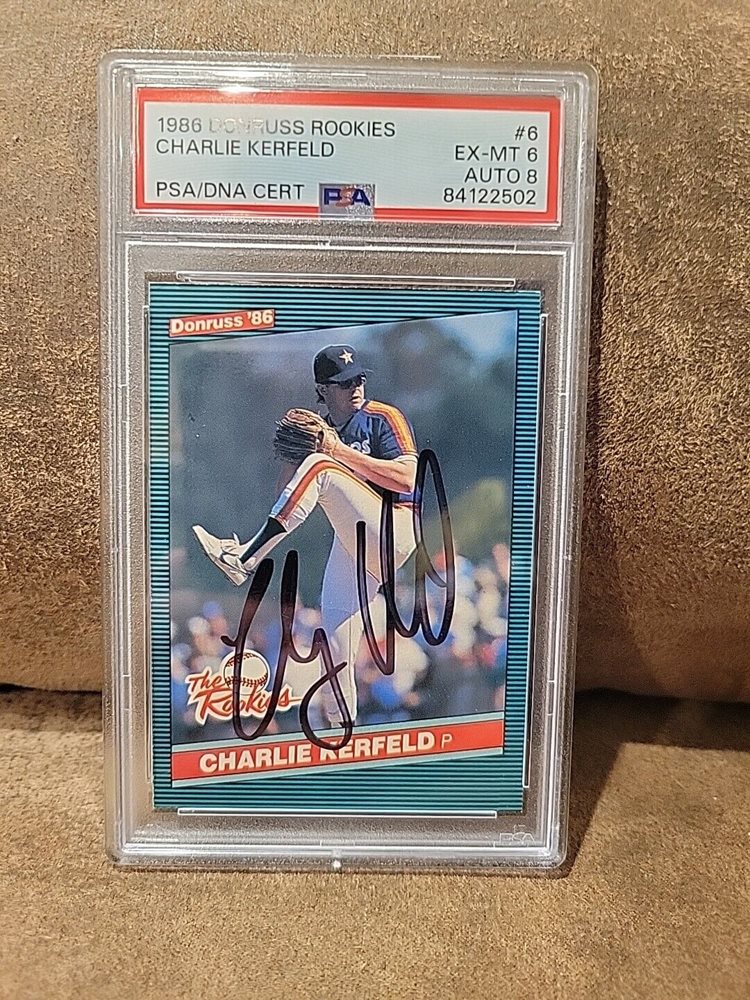 1986 DONRUSS ROOKIES #6
CHARLIE KERFELD EX-MT 6
AUTO 8
PSA/DNA CERT PSA 84122502
Donruss '86
The
Rookies
CHARLIE KERFELD P
PSA